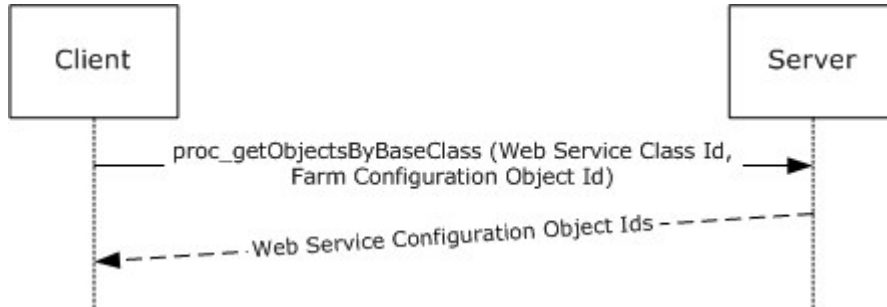 Client
Server
proc_getObjectsByBaseClass (Web Service Class Id,
Farm Configuration Object Id)
Web Service Configuration Object Ids